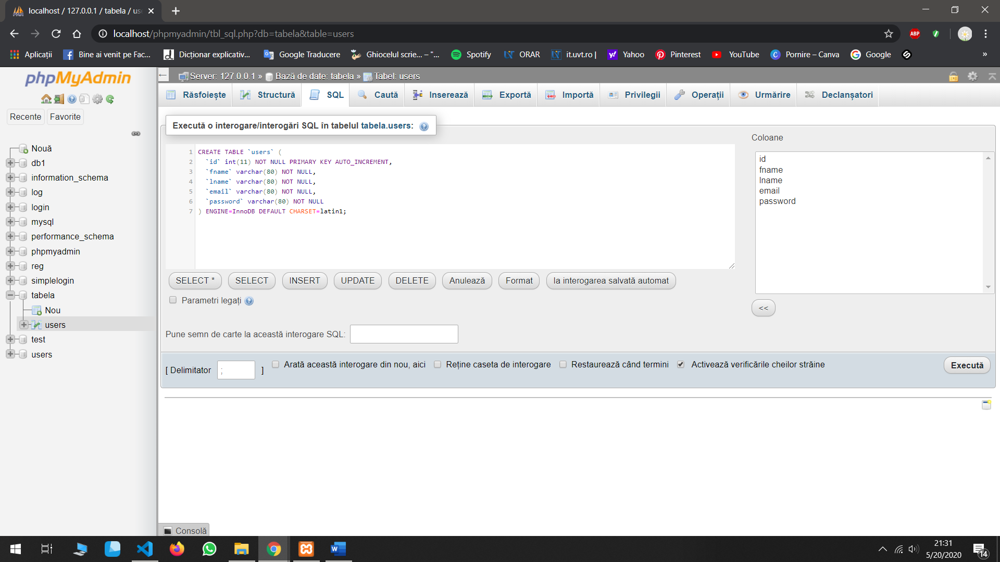 localhost / 127.0.0.1 / tabela / us
localhost/phpmyadmin/tbl_sql.php?db=tabela&table=users
ABP
Aplicații
Bine ai venit pe Fac...
Dicționar explicativ...
Google Traducere
Ghiocelul scrie... – "...
Spotify
ORAR
it.uvt.ro |
Yahoo
Pinterest
YouTube
Pornire – Canva
Google
»
phpMyAdmin
Recente
Favorite
Nouă
db1
information_schema
log
login
mysql
performance_schema
phpmyadmin
reg
simplelogin
tabela
Nou
users
test
users
Server: 127.0.0.1 » Bază de date: tabela » Tabel: users
Răsfoiește
Structură
SQL
Caută
Inserează
Exportă
Importă
Privilegii
Operații
Urmărire
Declanșatori
Execută o interogare/interogări SQL în tabelul tabela.users:
1 CREATE TABLE `users` (
2 `id` int(11) NOT NULL PRIMARY KEY AUTO_INCREMENT,
3 `fname` varchar(80) NOT NULL,
4 `lname` varchar(80) NOT NULL,
5 `email` varchar(80) NOT NULL,
6 `password` varchar(80) NOT NULL
7 ) ENGINE=InnoDB DEFAULT CHARSET=latin1;
Coloane
id
fname
lname
email
password
<<
SELECT *
SELECT
INSERT
UPDATE
DELETE
Anulează
Format
Ia interogarea salvată automat
Parametri legați
Pune semn de carte la această interogare SQL:
[ Delimitator ; ]
Arată această interogare din nou, aici
Reține caseta de interogare
Restaurează când termini
Activează verificările cheilor străine
Execută
Consolă
21:31
5/20/2020
14